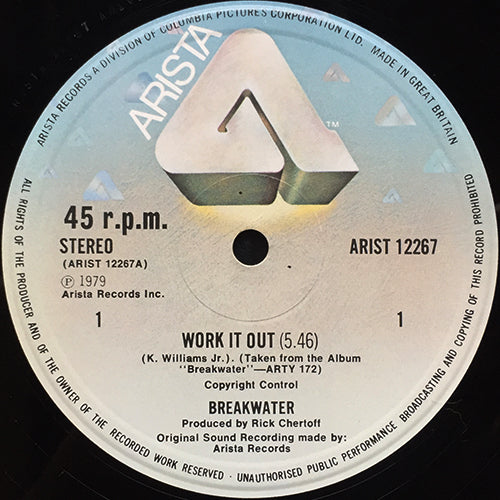 ARISTA RECORDS A DIVISION OF COLUMBIA PICTURES CORPORATION LTD. MADE IN GREAT BRITAIN
ARISTA
TM
45 r.p.m.
STEREO
ARIST 12267
(ARIST 12267A)
℗ 1979
Arista Records Inc.
1
1
WORK IT OUT (5.46)
(K. Williams Jr.). (Taken from the Album
"Breakwater"—ARTY 172)
Copyright Control
BREAKWATER
Produced by Rick Chertoff
Original Sound Recording made by:
Arista Records
ALL RIGHTS OF THE PRODUCER AND OF THE OWNER OF THE RECORDED WORK RESERVED · UNAUTHORISED PUBLIC PERFORMANCE BROADCASTING AND COPYING OF THIS RECORD PROHIBITED